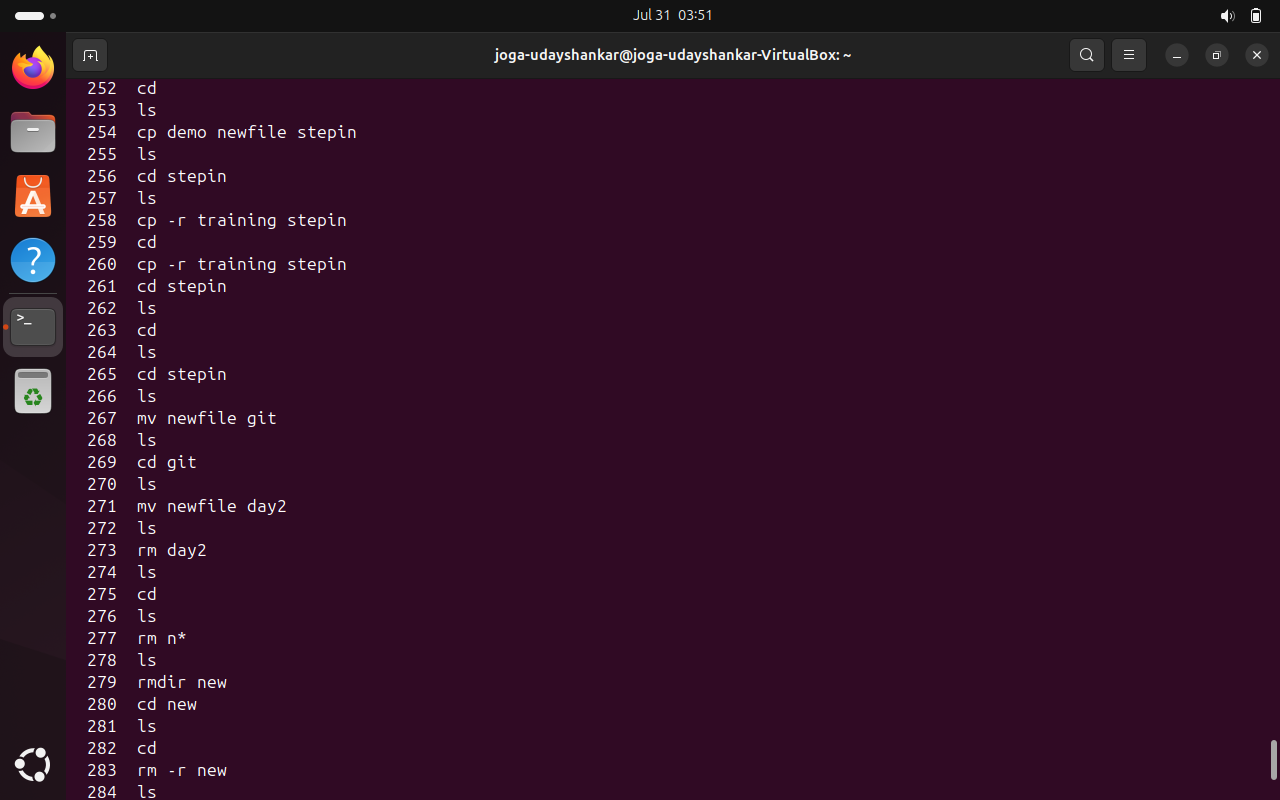 Jul 31 03:51
joga-udayshankar@joga-udayshankar-VirtualBox: ~
252 cd
253 ls
254 cp demo newfile stepin
255 ls
256 cd stepin
257 ls
258 cp -r training stepin
259 cd
260 cp -r training stepin
261 cd stepin
262 ls
263 cd
264 ls
265 cd stepin
266 ls
267 mv newfile git
268 ls
269 cd git
270 ls
271 mv newfile day2
272 ls
273 rm day2
274 ls
275 cd
276 ls
277 rm n*
278 ls
279 rmdir new
280 cd new
281 ls
282 cd
283 rm -r new
284 ls